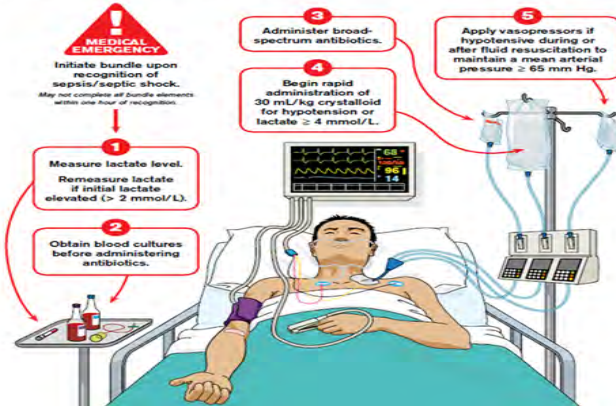 MEDICAL
EMERGENCY
Initiate bundle upon
recognition of
sepsis/septic shock.
May not complete all bundle elements
within one hour of recognition.
1
Measure lactate level.
Remeasure lactate
if initial lactate
elevated (> 2 mmol/L).
2
Obtain blood cultures
before administering
antibiotics.
3
Administer broad-
spectrum antibiotics.
4
Begin rapid
administration of
30 mL/kg crystalloid
for hypotension or
lactate ≥ 4 mmol/L.
5
Apply vasopressors if
hypotensive during or
after fluid resuscitation to
maintain a mean arterial
pressure ≥ 65 mm Hg.
68
96
14